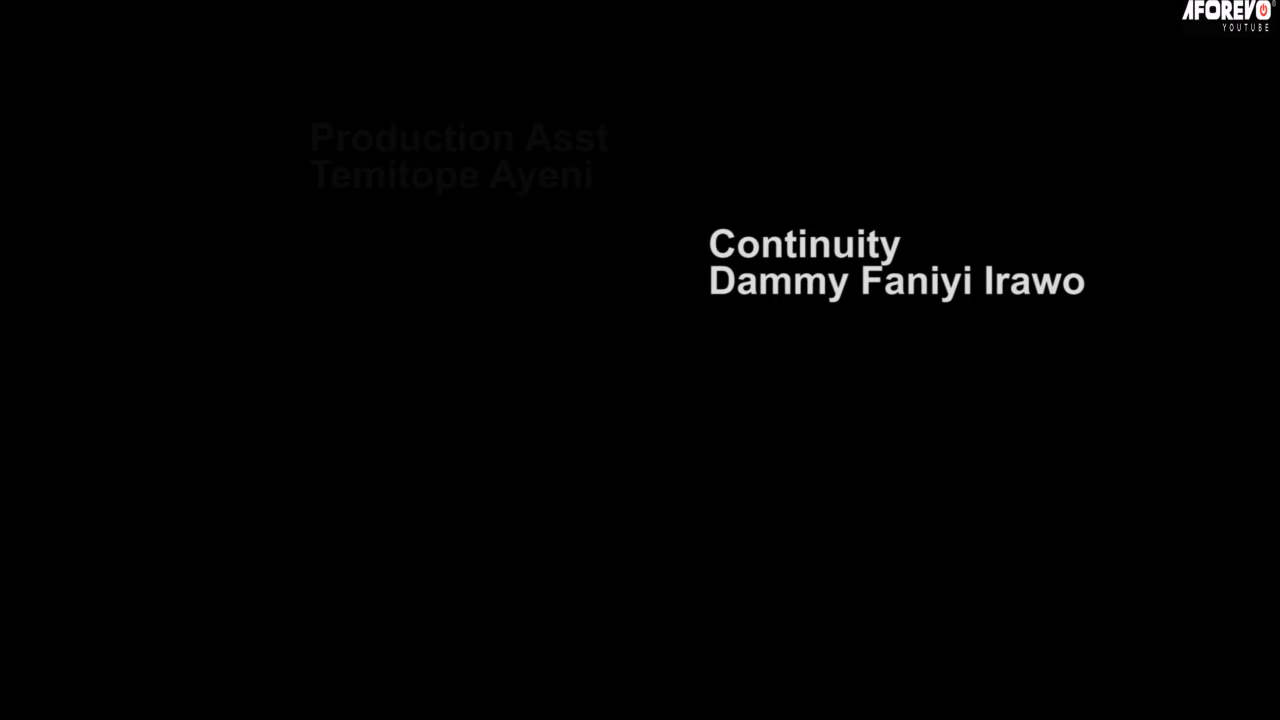 AFOREVO
YOUTUBE
Production Asst
Temitope Ayeni
Continuity
Dammy Faniyi Irawo